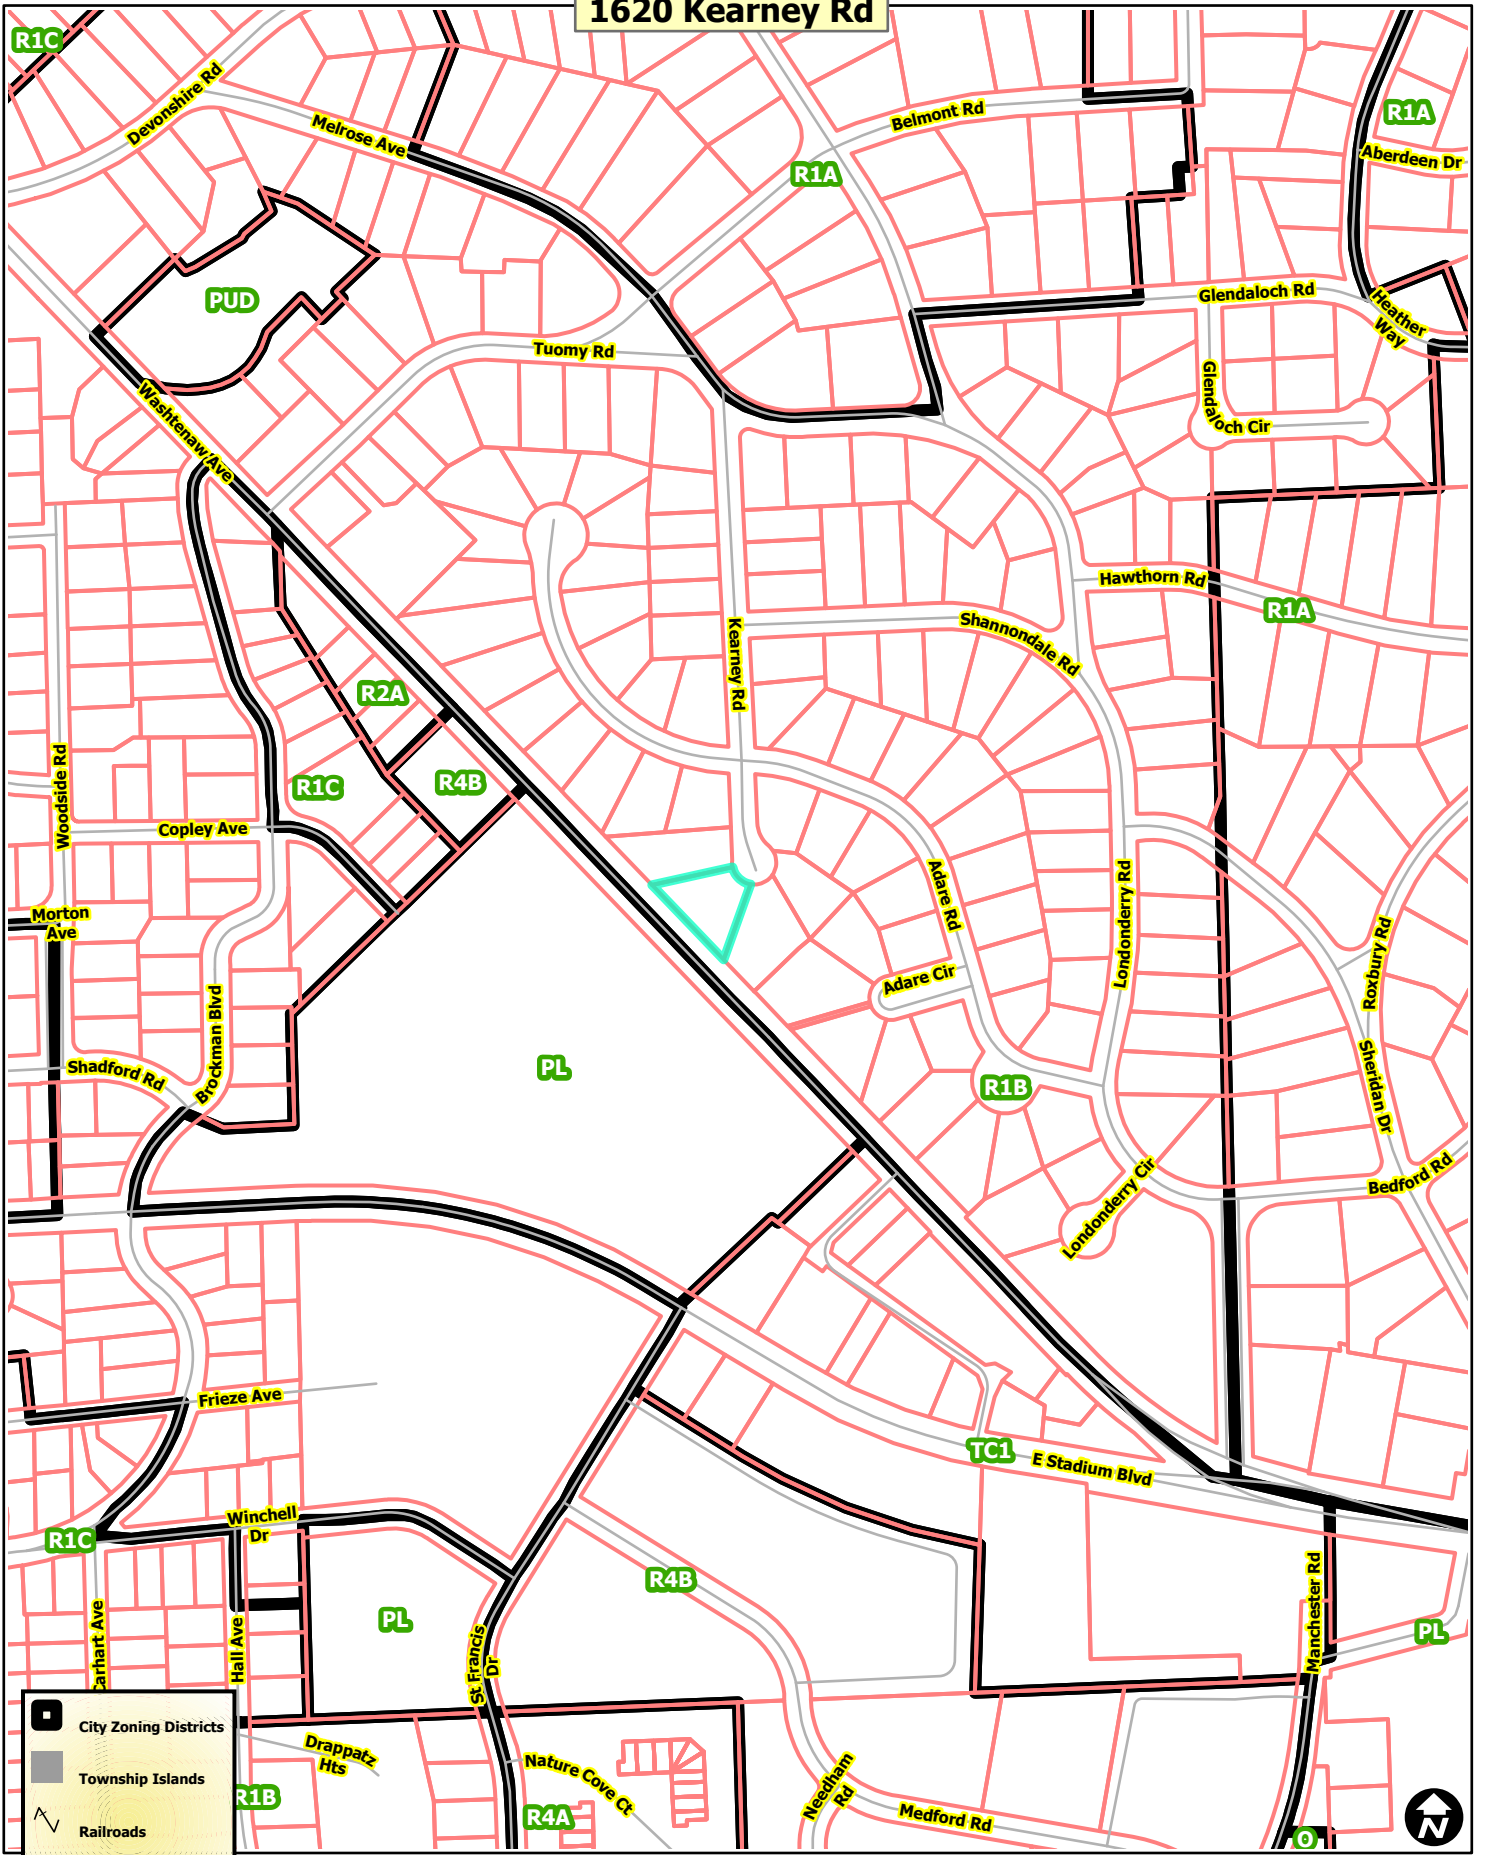 1620 Kearney Rd
R1C
Devonshire Rd
Melrose Ave
Belmont Rd
R1A
R1A
Aberdeen Dr
PUD
Glendaloch Rd
Heather
Way
Tuomy Rd
Washtenaw Ave
Glendaloch Cir
Hawthorn Rd
R1A
Kearney Rd
Shannondale Rd
R2A
R4B
R1C
Woodside Rd
Copley Ave
Morton
Ave
Adare Rd
Londonderry Rd
Adare Cir
Roxbury Rd
Brockman Blvd
Shadford Rd
PL
R1B
Sheridan Dr
Londonderry Cir
Bedford Rd
Frieze Ave
TC1
E Stadium Blvd
Winchell
Dr
R1C
R4B
PL
Carhart Ave
Hall Ave
St Francis
Dr
Manchester Rd
PL
City Zoning Districts
Township Islands
Railroads
Drappatz
Hts
R1B
Nature Cove Ct
R4A
Needham
Rd
Medford Rd
O
N